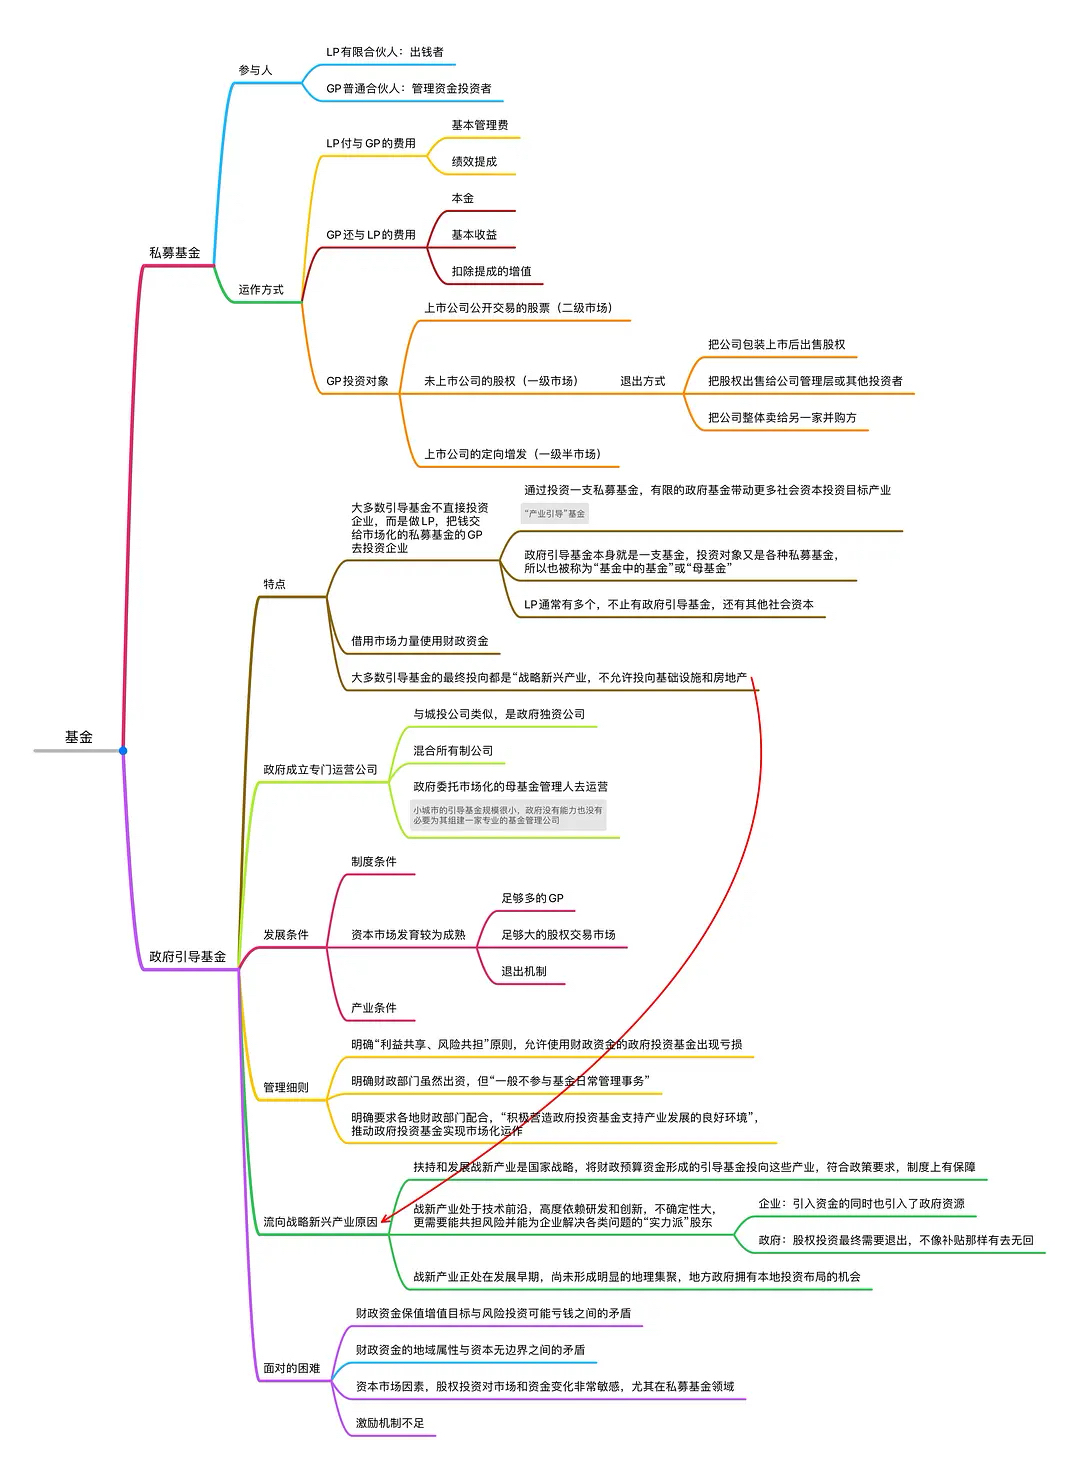 基金
私募基金
参与人
LP有限合伙人：出钱者
GP普通合伙人：管理资金投资者
运作方式
LP付与GP的费用
基本管理费
绩效提成
GP还与LP的费用
本金
基本收益
扣除提成的增值
GP投资对象
上市公司公开交易的股票（二级市场）
未上市公司的股权（一级市场）
退出方式
把公司包装上市后出售股权
把股权出售给公司管理层或其他投资者
把公司整体卖给另一家并购方
上市公司的定向增发（一级半市场）
政府引导基金
特点
大多数引导基金不直接投资
企业，而是做LP，把钱交
给市场化的私募基金的GP
去投资企业
通过投资一支私募基金，有限的政府基金带动更多社会资本投资目标产业
“产业引导”基金
政府引导基金本身就是一支基金，投资对象又是各种私募基金，
所以也被称为“基金中的基金”或“母基金”
LP通常有多个，不止有政府引导基金，还有其他社会资本
借用市场力量使用财政资金
大多数引导基金的最终投向都是“战略新兴产业，不允许投向基础设施和房地产
政府成立专门运营公司
与城投公司类似，是政府独资公司
混合所有制公司
政府委托市场化的母基金管理人去运营
小城市的引导基金规模很小，政府没有能力也没有
必要为其组建一家专业的基金管理公司
发展条件
制度条件
资本市场发育较为成熟
足够多的GP
足够大的股权交易市场
退出机制
产业条件
管理细则
明确“利益共享、风险共担”原则，允许使用财政资金的政府投资基金出现亏损
明确财政部门虽然出资，但“一般不参与基金日常管理事务”
明确要求各地财政部门配合，“积极营造政府投资基金支持产业发展的良好环境”，
推动政府投资基金实现市场化运作
流向战略新兴产业原因
扶持和发展战新产业是国家战略，将财政预算资金形成的引导基金投向这些产业，符合政策要求，制度上有保障
战新产业处于技术前沿，高度依赖研发和创新，不确定性大，
更需要能共担风险并能为企业解决各类问题的“实力派”股东
企业：引入资金的同时也引入了政府资源
政府：股权投资最终需要退出，不像补贴那样有去无回
战新产业正处在发展早期，尚未形成明显的地理集聚，地方政府拥有本地投资布局的机会
面对的困难
财政资金保值增值目标与风险投资可能亏钱之间的矛盾
财政资金的地域属性与资本无边界之间的矛盾
资本市场因素，股权投资对市场和资金变化非常敏感，尤其在私募基金领域
激励机制不足